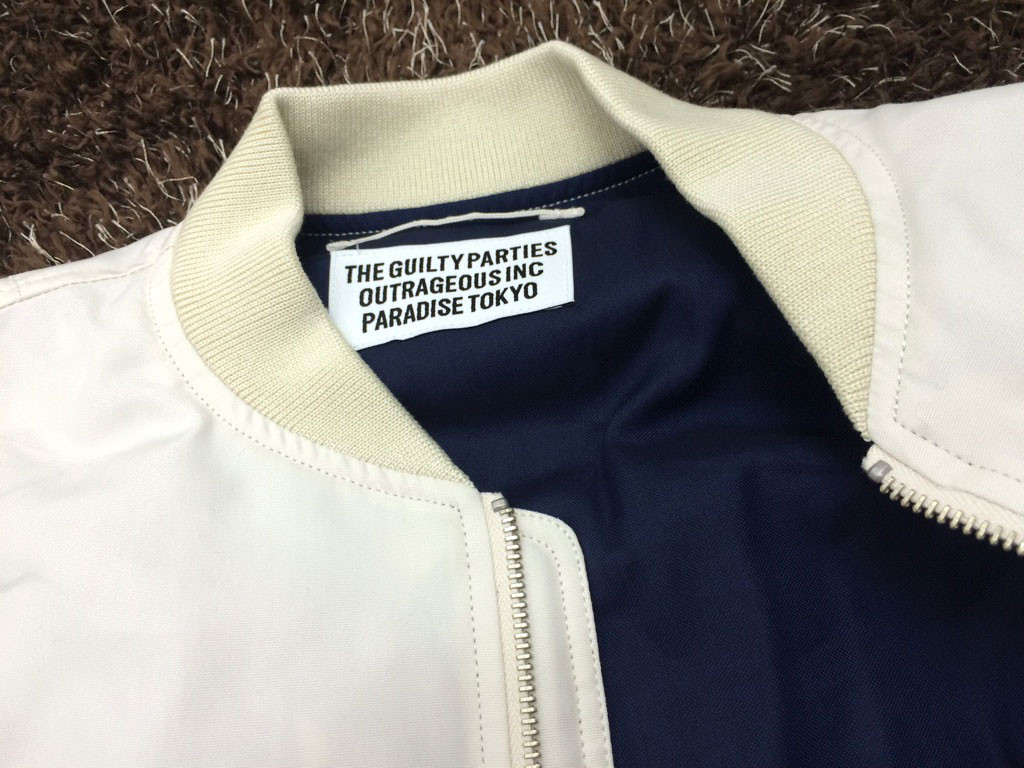 THE GUILTY PARTIES
OUTRAGEOUS INC
PARADISE TOKYO